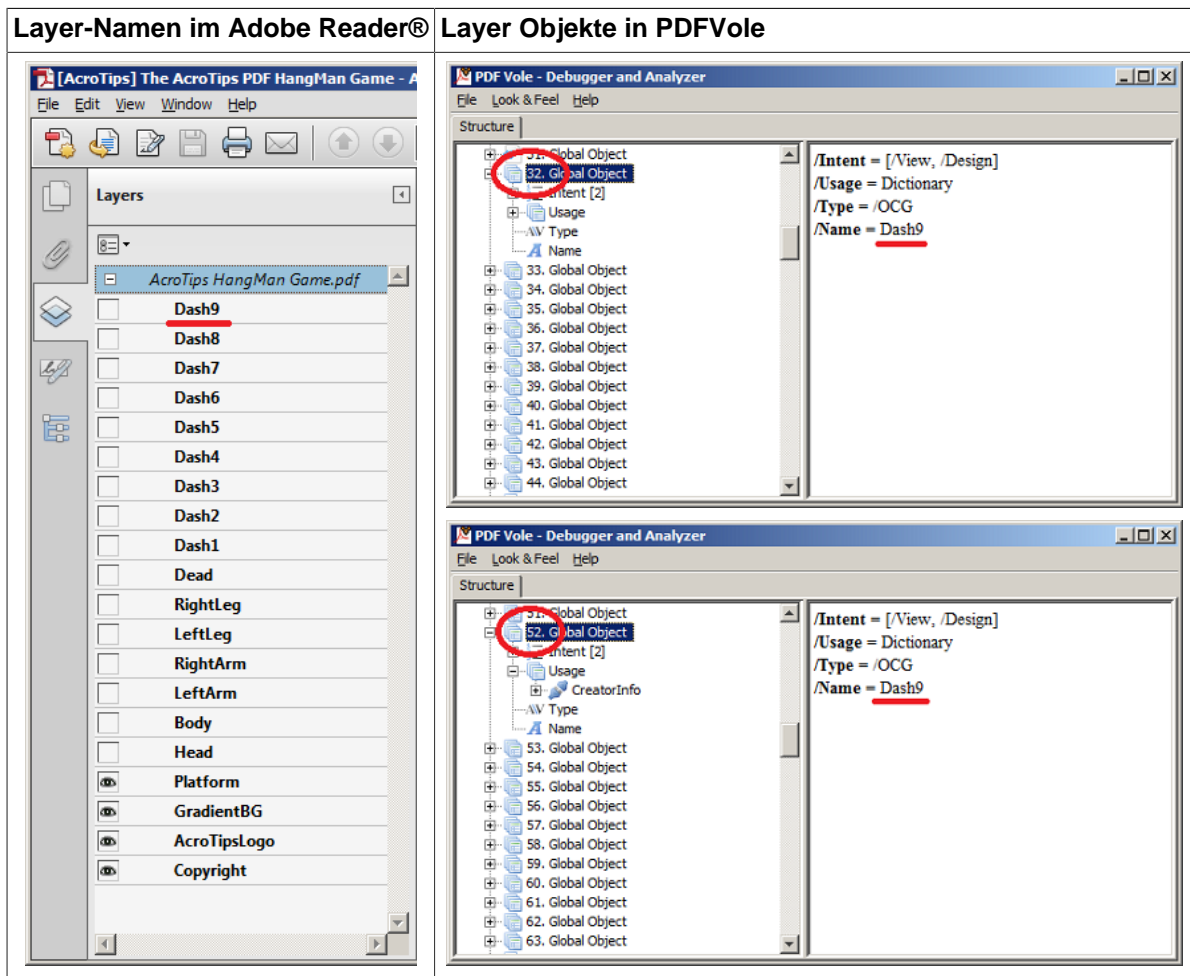 Layer-Namen im Adobe Reader®
Layer Objekte in PDFVole
[AcroTips] The AcroTips PDF HangMan Game - A
File Edit View Window Help
Layers
AcroTips HangMan Game.pdf
Dash9
Dash8
Dash7
Dash6
Dash5
Dash4
Dash3
Dash2
Dash1
Dead
RightLeg
LeftLeg
RightArm
LeftArm
Body
Head
Platform
GradientBG
AcroTipsLogo
Copyright
PDF Vole - Debugger and Analyzer
File Look & Feel Help
Structure
31. Global Object
32. Global Object
Intent [2]
Usage
Type
Name
33. Global Object
34. Global Object
35. Global Object
36. Global Object
37. Global Object
38. Global Object
39. Global Object
40. Global Object
41. Global Object
42. Global Object
43. Global Object
44. Global Object
/Intent = [/View, /Design]
/Usage = Dictionary
/Type = /OCG
/Name = Dash9
PDF Vole - Debugger and Analyzer
File Look & Feel Help
Structure
51. Global Object
52. Global Object
Intent [2]
Usage
CreatorInfo
Type
Name
53. Global Object
54. Global Object
55. Global Object
56. Global Object
57. Global Object
58. Global Object
59. Global Object
60. Global Object
61. Global Object
62. Global Object
63. Global Object
/Intent = [/View, /Design]
/Usage = Dictionary
/Type = /OCG
/Name = Dash9